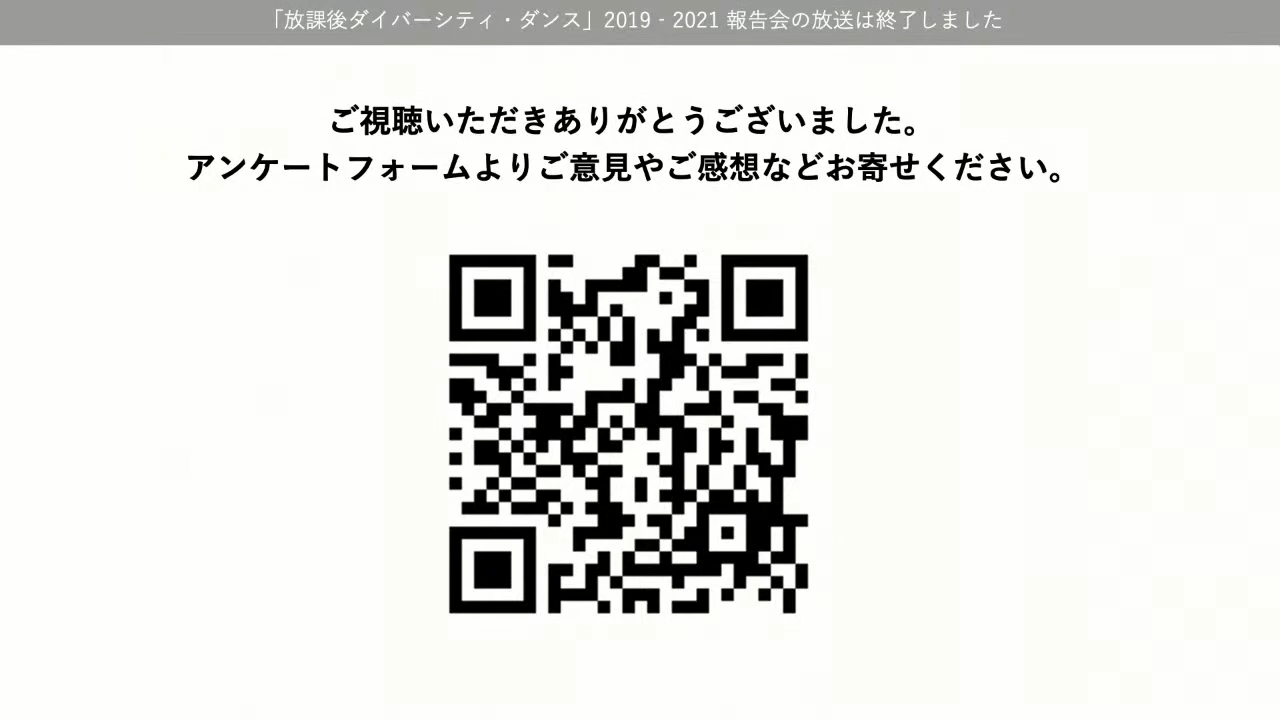 「放課後ダイバーシティ・ダンス」2019 - 2021 報告会の放送は終了しました
ご視聴いただきありがとうございました。
アンケートフォームよりご意見やご感想などお寄せください。